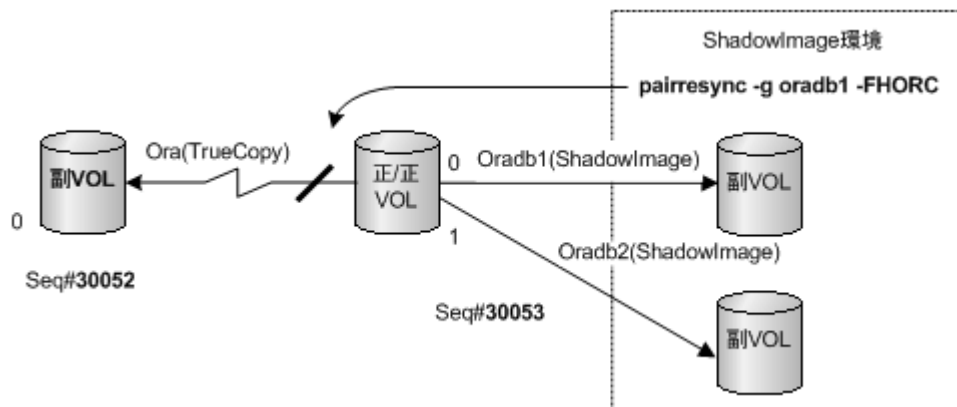 ShadowImage環境
pairresync -g oradb1 -FHORC
Ora(TrueCopy)
副VOL
0
Seq#30052
正/正
VOL
0
1
Seq#30053
Oradb1(ShadowImage)
副VOL
Oradb2(ShadowImage)
副VOL